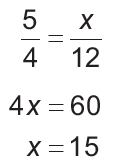 5/4 = x/12
4x = 60
x = 15